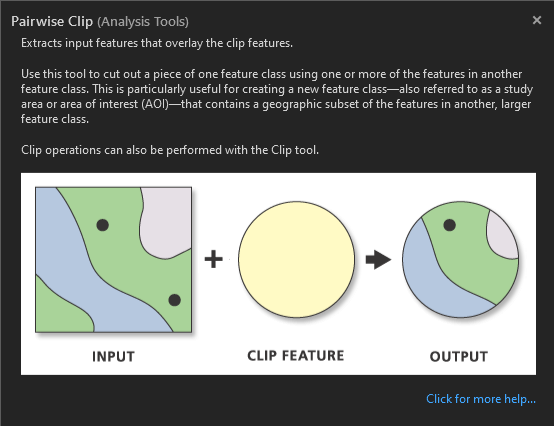 Pairwise Clip (Analysis Tools)
Extracts input features that overlay the clip features.
Use this tool to cut out a piece of one feature class using one or more of the features in another
feature class. This is particularly useful for creating a new feature class—also referred to as a study
area or area of interest (AOI)—that contains a geographic subset of the features in another, larger
feature class.
Clip operations can also be performed with the Clip tool.
INPUT
CLIP FEATURE
OUTPUT
Click for more help...